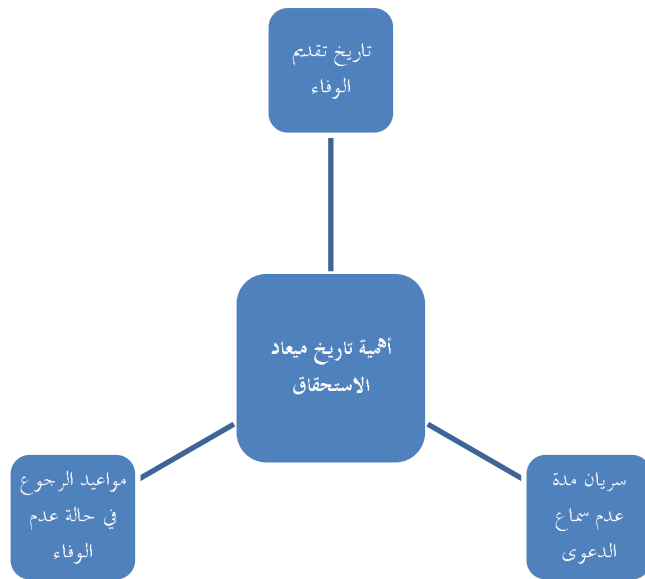 تاريخ تقديم
الوفاء
أهمية تاريخ ميعاد
الاستحقاق
سريان مدة
عدم سماع
الدعوى
مواعيد الرجوع
في حالة عدم
الوفاء